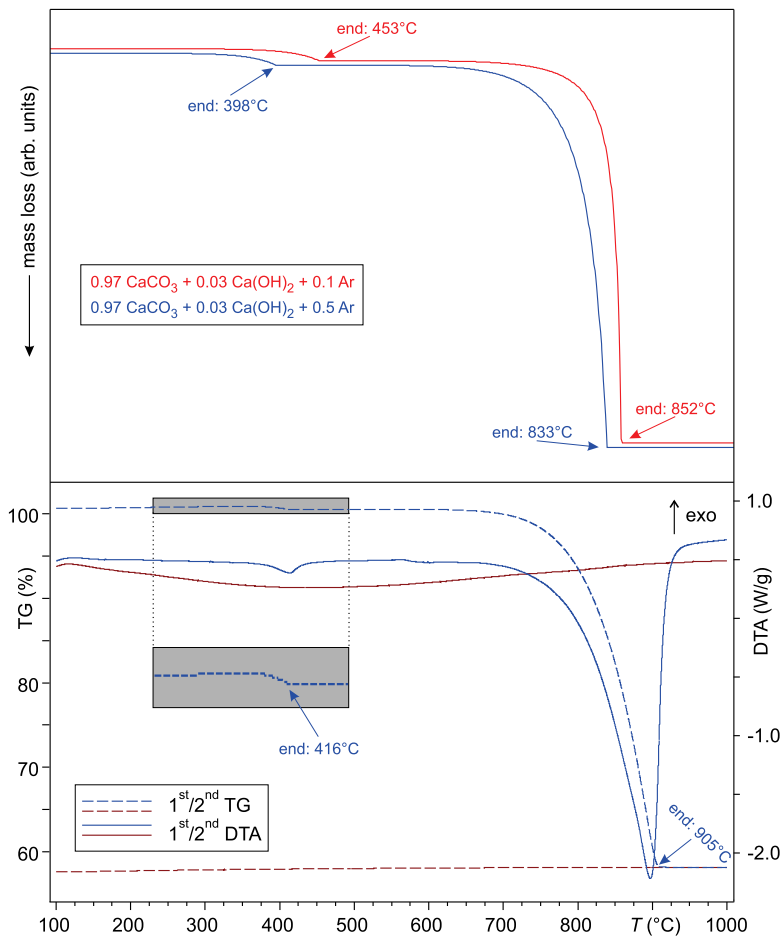 end: 453°C
end: 398°C
mass loss (arb. units)
0.97 CaCO₃ + 0.03 Ca(OH)₂ + 0.1 Ar
0.97 CaCO₃ + 0.03 Ca(OH)₂ + 0.5 Ar
end: 852°C
end: 833°C
100
80
70
60
TG (%)
exo
1.0
-1.0
-2.0
DTA (W/g)
end: 416°C
1ˢᵗ/2ⁿᵈ TG
1ˢᵗ/2ⁿᵈ DTA
end: 905°C
100 200 300 400 500 600 700 800 T (°C) 1000